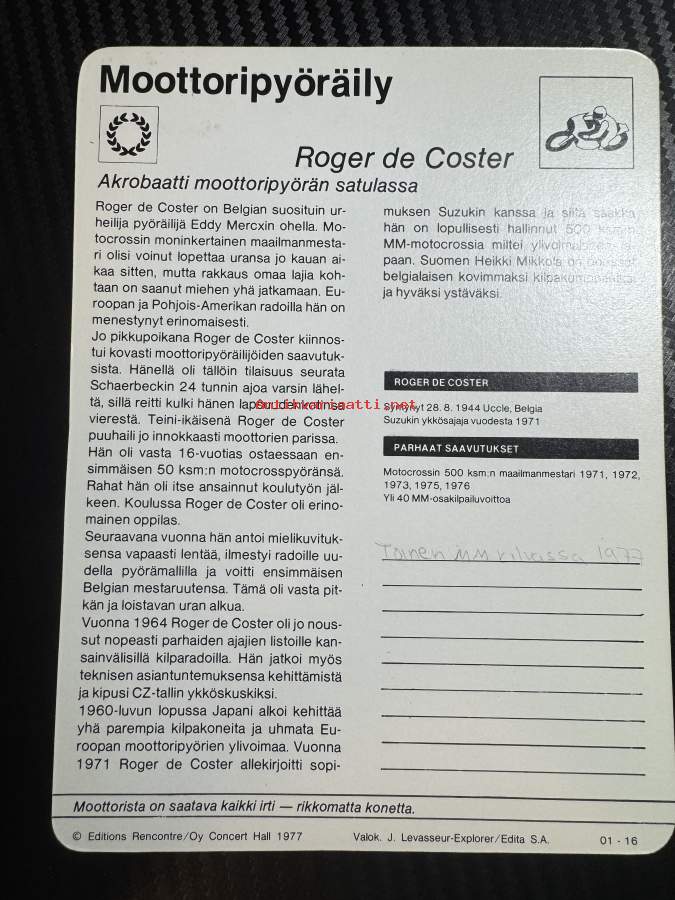 Moottoripyöräily
Roger de Coster
Akrobaatti moottoripyörän satulassa
Roger de Coster on Belgian suosituin ur-
heilija pyöräilijä Eddy Mercxin ohella. Mo-
tocrossin moninkertainen maailmanmesta-
ri olisi voinut lopettaa uransa jo kauan ai-
kaa sitten, mutta rakkaus omaa lajia koh-
taan on saanut miehen yhä jatkamaan. Eu-
roopan ja Pohjois-Amerikan radoilla hän on
menestynyt erinomaisesti.
Jo pikkupoikana Roger de Coster kiinnos-
tui kovasti moottoripyöräilijöiden saavutuk-
sista. Hänellä oli tällöin tilaisuus seurata
Schaerbeckin 24 tunnin ajoa varsin lähel-
tä, sillä reitti kulki hänen lapsuudenkotinsa
vierestä. Teini-ikäisenä Roger de Coster
puuhaili jo innokkaasti moottorien parissa.
Hän oli vasta 16-vuotias ostaessaan en-
simmäisen 50 ksm:n motocrosspyöränsä.
Rahat hän oli itse ansainnut koulutyön jäl-
keen. Koulussa Roger de Coster oli erino-
mainen oppilas.
Seuraavana vuonna hän antoi mielikuvituk-
sensa vapaasti lentää, ilmestyi radoille uu-
della pyörämallilla ja voitti ensimmäisen
Belgian mestaruutensa. Tämä oli vasta pit-
kän ja loistavan uran alkua.
Vuonna 1964 Roger de Coster oli jo nous-
sut nopeasti parhaiden ajajien listoille kan-
sainvälisillä kilparadoilla. Hän jatkoi myös
teknisen asiantuntemuksensa kehittämistä
ja kipusi CZ-tallin ykköskuskiksi.
1960-luvun lopussa Japani alkoi kehittää
yhä parempia kilpakoneita ja uhmata Eu-
roopan moottoripyörien ylivoimaa. Vuonna
1971 Roger de Coster allekirjoitti sopi-
muksen Suzukin kanssa ja siitä saakka
hän on lopullisesti hallinnut 500 ksm:n
MM-motocrossia miltei ylivoimaiseen ta-
paan. Suomen Heikki Mikkola on noussut
belgialaisen kovimmaksi kilpakumppaniksi
ja hyväksi ystäväksi.
ROGER DE COSTER
Syntynyt 28. 8. 1944 Uccle, Belgia
Suzukin ykkösajaja vuodesta 1971
PARHAAT SAAVUTUKSET
Motocrossin 500 ksm:n maailmanmestari 1971, 1972,
1973, 1975, 1976
Yli 40 MM-osakilpailuvoittoa
Toinen MM kilvassa 1977
Moottorista on saatava kaikki irti — rikkomatta konetta.
© Editions Rencontre/Oy Concert Hall 1977 Valok. J. Levasseur-Explorer/Edita S.A. 01 - 16